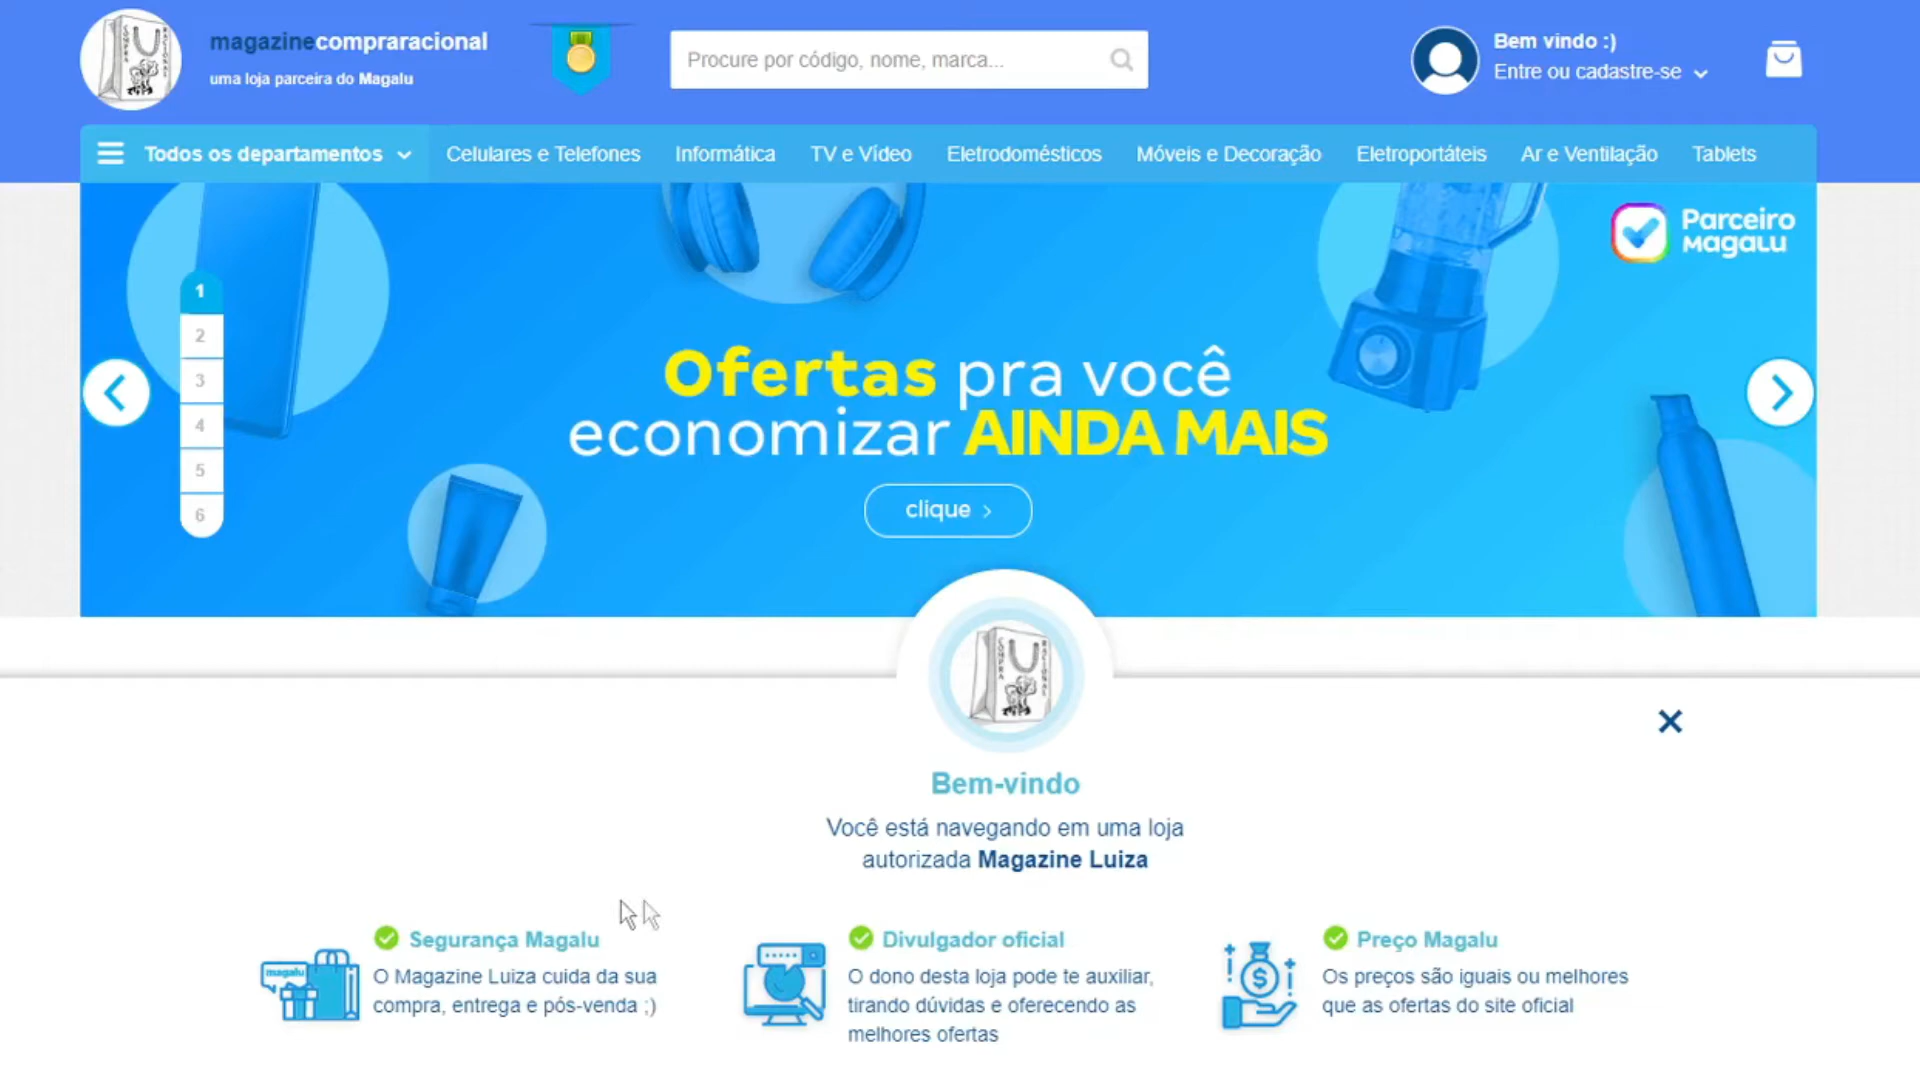 magazinecompraracional
uma loja parceira do Magalu
Procure por código, nome, marca...
Bem vindo :)
Entre ou cadastre-se
Todos os departamentos
Celulares e Telefones
Informática
TV e Vídeo
Eletrodomésticos
Móveis e Decoração
Eletroportáteis
Ar e Ventilação
Tablets
Parceiro
Magalu
1
2
3
4
5
6
Ofertas pra você
economizar AINDA MAIS
clique >
COMPRA
RACIONAL
Bem-vindo
Você está navegando em uma loja
autorizada Magazine Luiza
magalu
Segurança Magalu
O Magazine Luiza cuida da sua
compra, entrega e pós-venda ;)
Divulgador oficial
O dono desta loja pode te auxiliar,
tirando dúvidas e oferecendo as
melhores ofertas
Preço Magalu
Os preços são iguais ou melhores
que as ofertas do site oficial